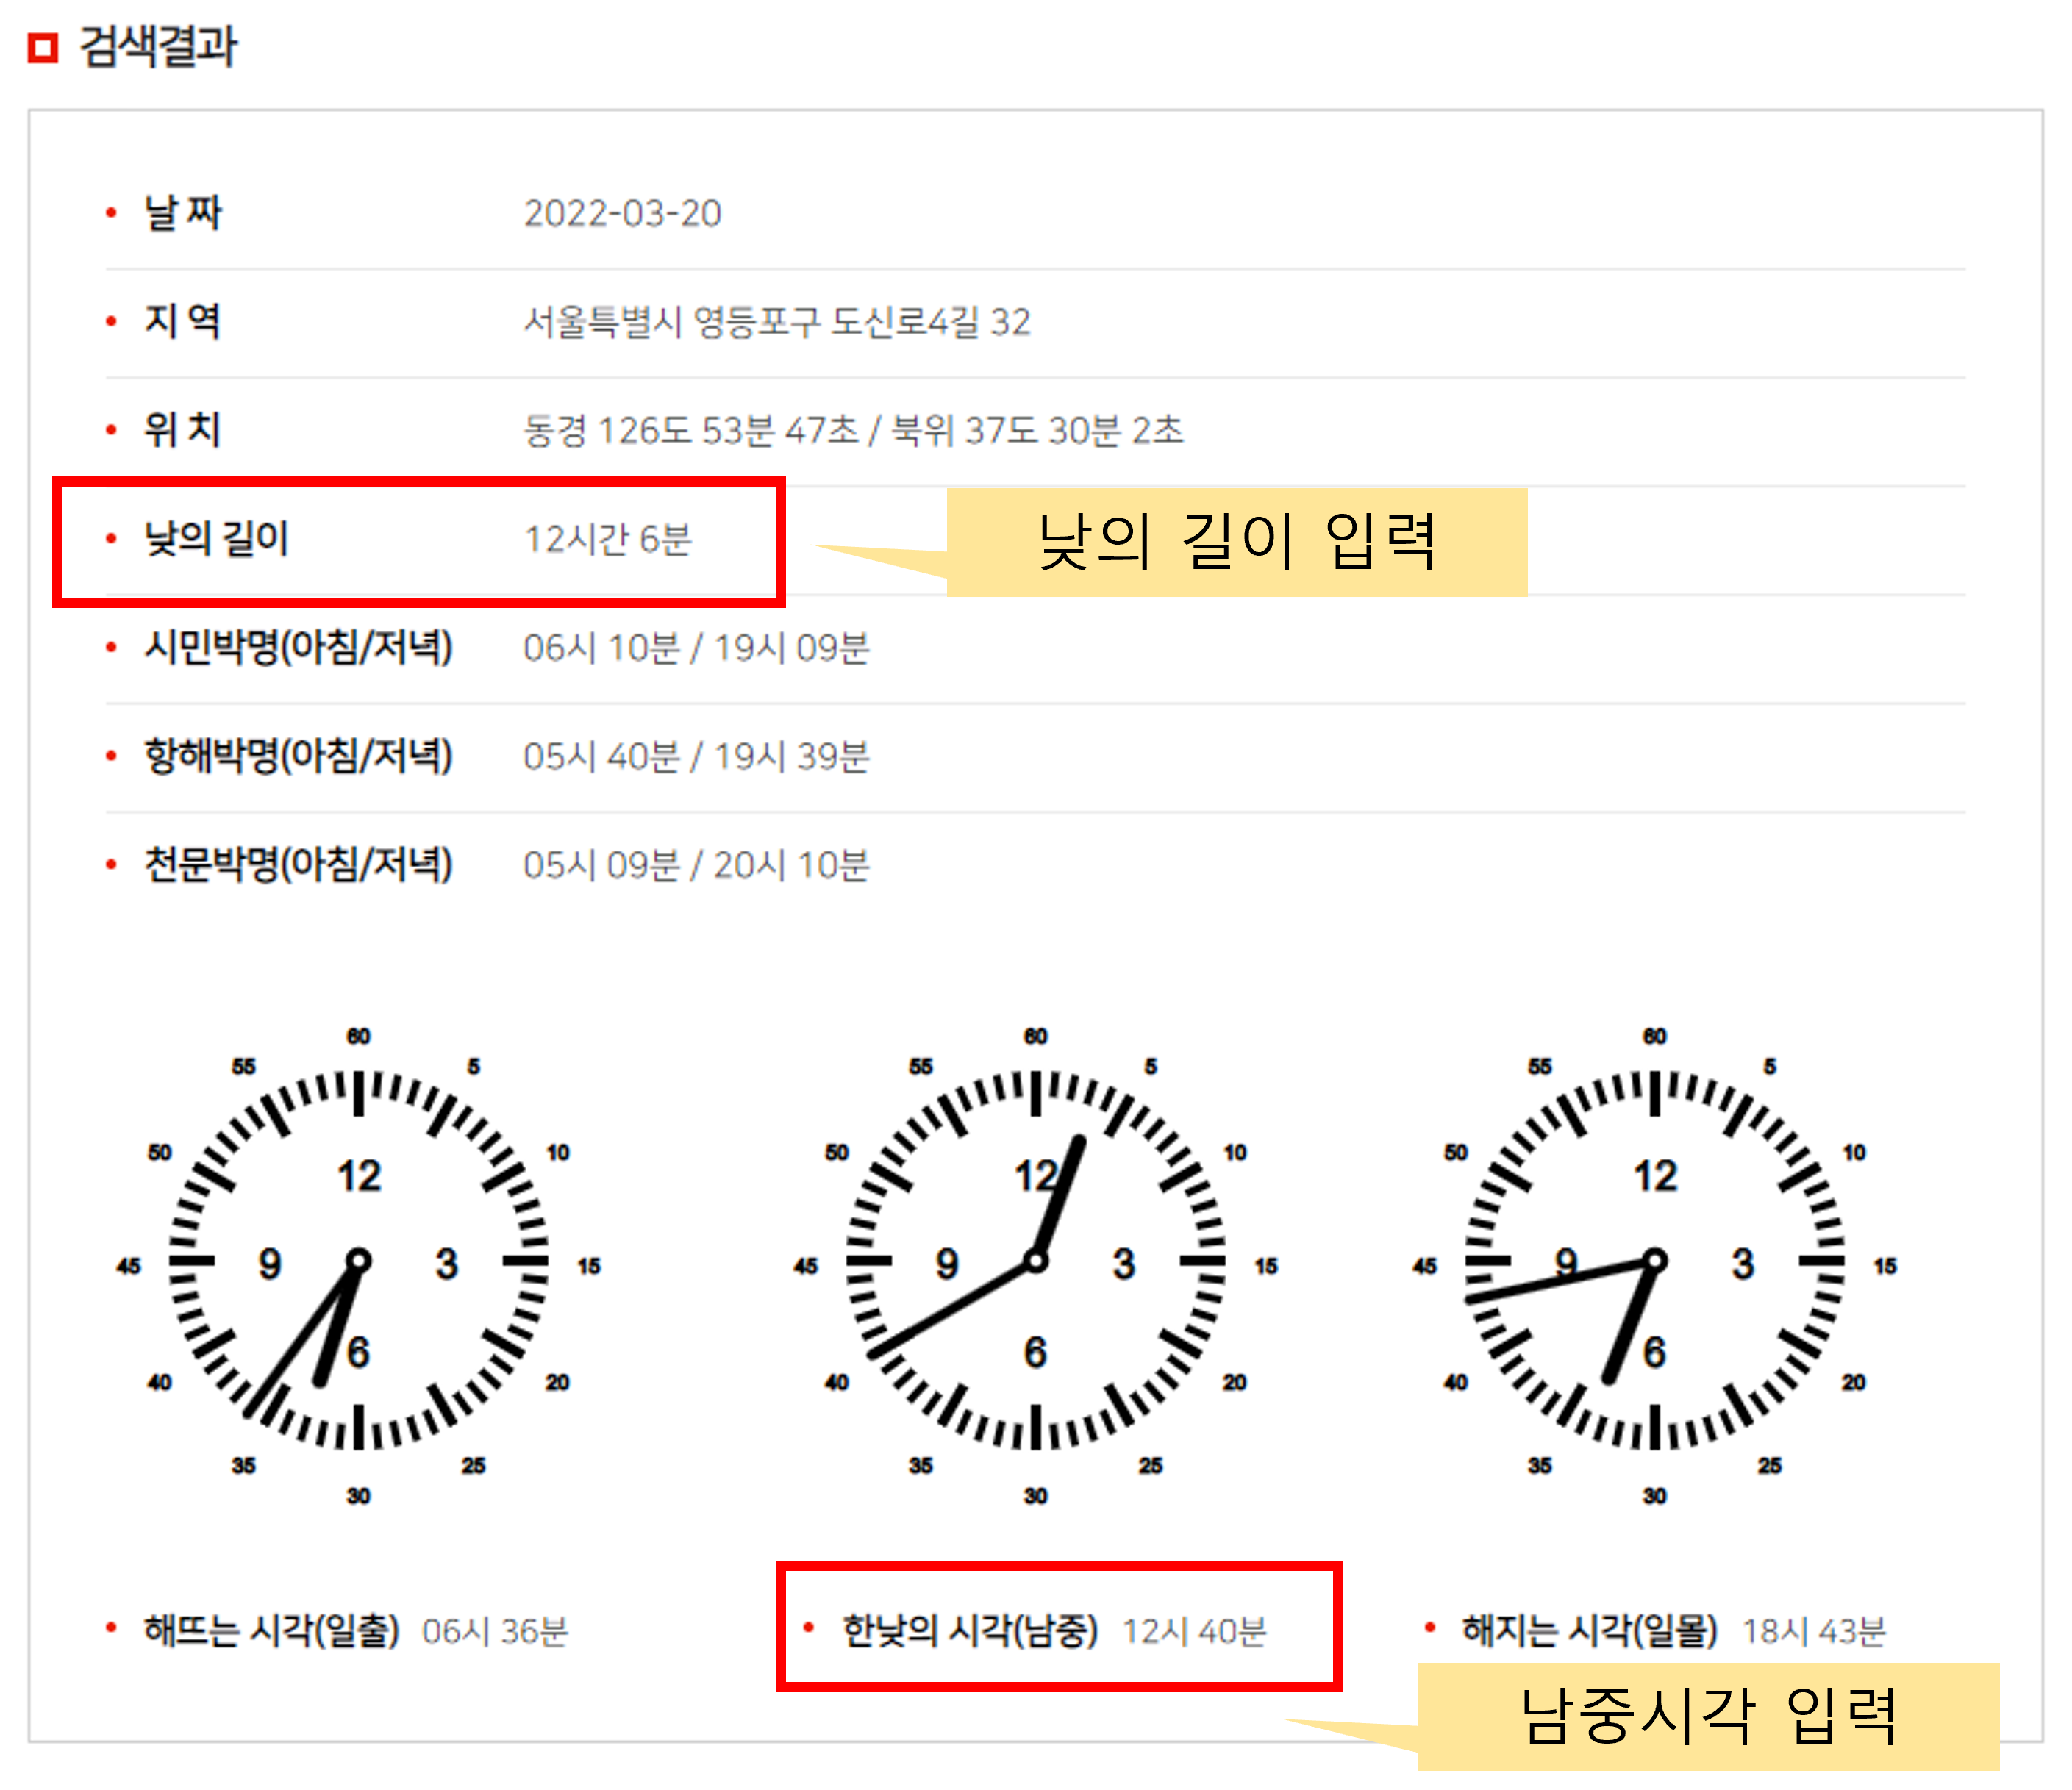 검색결과
날 짜 2022-03-20
지 역 서울특별시 영등포구 도신로4길 32
위 치 동경 126도 53분 47초 / 북위 37도 30분 2초
낮의 길이 12시간 6분
낮의 길이 입력
시민박명(아침/저녁) 06시 10분 / 19시 09분
항해박명(아침/저녁) 05시 40분 / 19시 39분
천문박명(아침/저녁) 05시 09분 / 20시 10분
60 5 10 15 20 25 30 35 40 45 50 55
12 3 6 9
60 5 10 15 20 25 30 35 40 45 50 55
12 3 6 9
60 5 10 15 20 25 30 35 40 45 50 55
12 3 6 9
해뜨는 시각(일출) 06시 36분
한낮의 시각(남중) 12시 40분
해지는 시각(일몰) 18시 43분
남중시각 입력